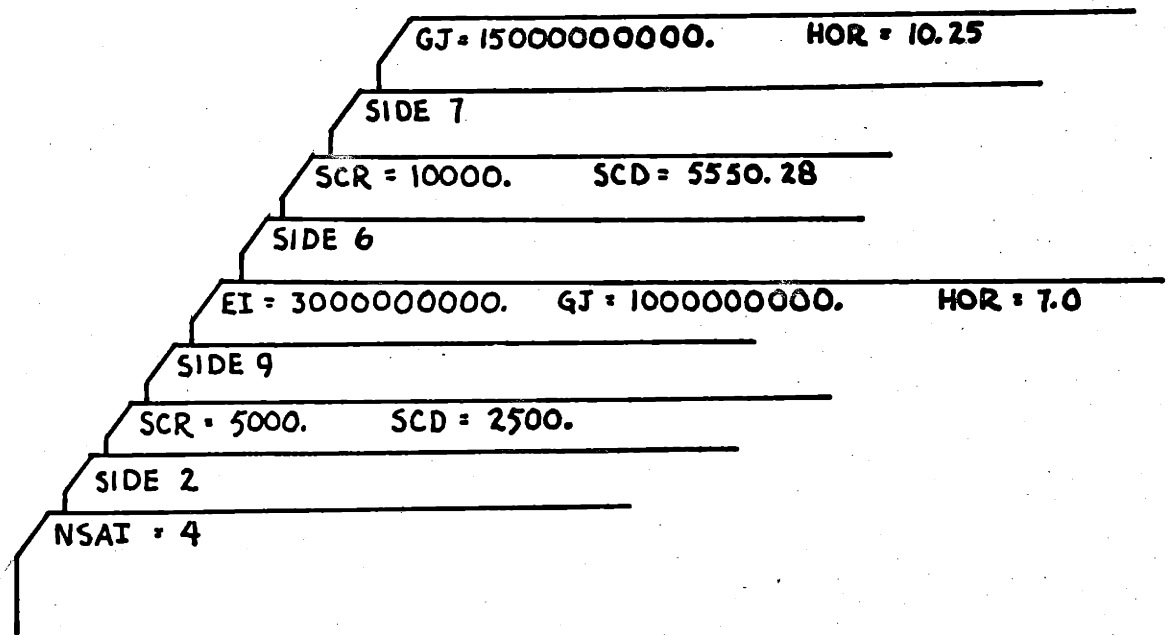 GJ = 15000000000. HOR = 10.25
SIDE 7
SCR = 10000. SCD = 5550.28
SIDE 6
EI = 3000000000. GJ = 1000000000. HOR = 7.0
SIDE 9
SCR = 5000. SCD = 2500.
SIDE 2
NSAI = 4